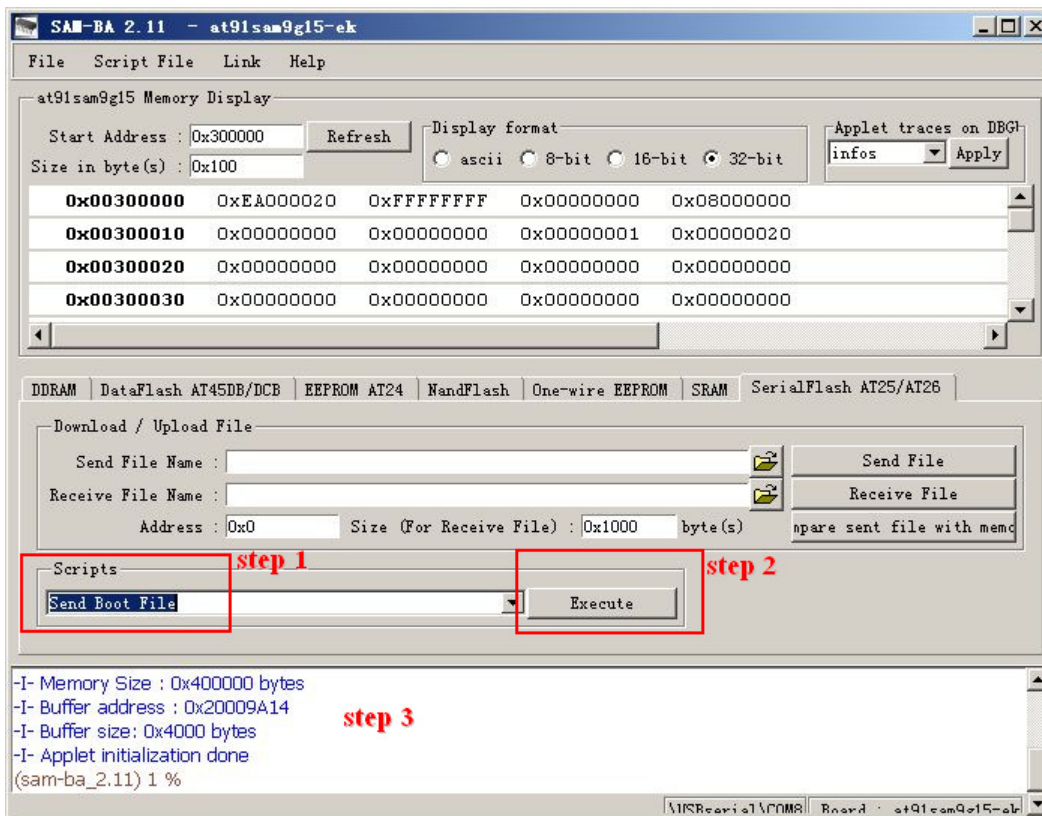 SAM-BA 2.11 - at91sam9g15-ek
File Script File Link Help
at91sam9g15 Memory Display
Start Address : 0x300000 Refresh
Size in byte(s) : 0x100
Display format
ascii 8-bit 16-bit 32-bit
Applet traces on DBG
infos Apply
0x00300000 0xEA000020 0xFFFFFFFF 0x00000000 0x08000000
0x00300010 0x00000000 0x00000000 0x00000001 0x00000020
0x00300020 0x00000000 0x00000000 0x00000000 0x00000000
0x00300030 0x00000000 0x00000000 0x00000000 0x00000000
DDRAM DataFlash AT45DB/DCB EEPROM AT24 NandFlash One-wire EEPROM SRAM SerialFlash AT25/AT26
Download / Upload File
Send File Name : Send File
Receive File Name : Receive File
Address : 0x0 Size (For Receive File) : 0x1000 byte(s) mpare sent file with memo
Scripts
step 1
step 2
Send Boot File Execute
-I- Memory Size : 0x400000 bytes
-I- Buffer address : 0x20009A14
step 3
-I- Buffer size: 0x4000 bytes
-I- Applet initialization done
(sam-ba_2.11) 1 %
\USBserial\COM8 Board : at91sam9g15-ek